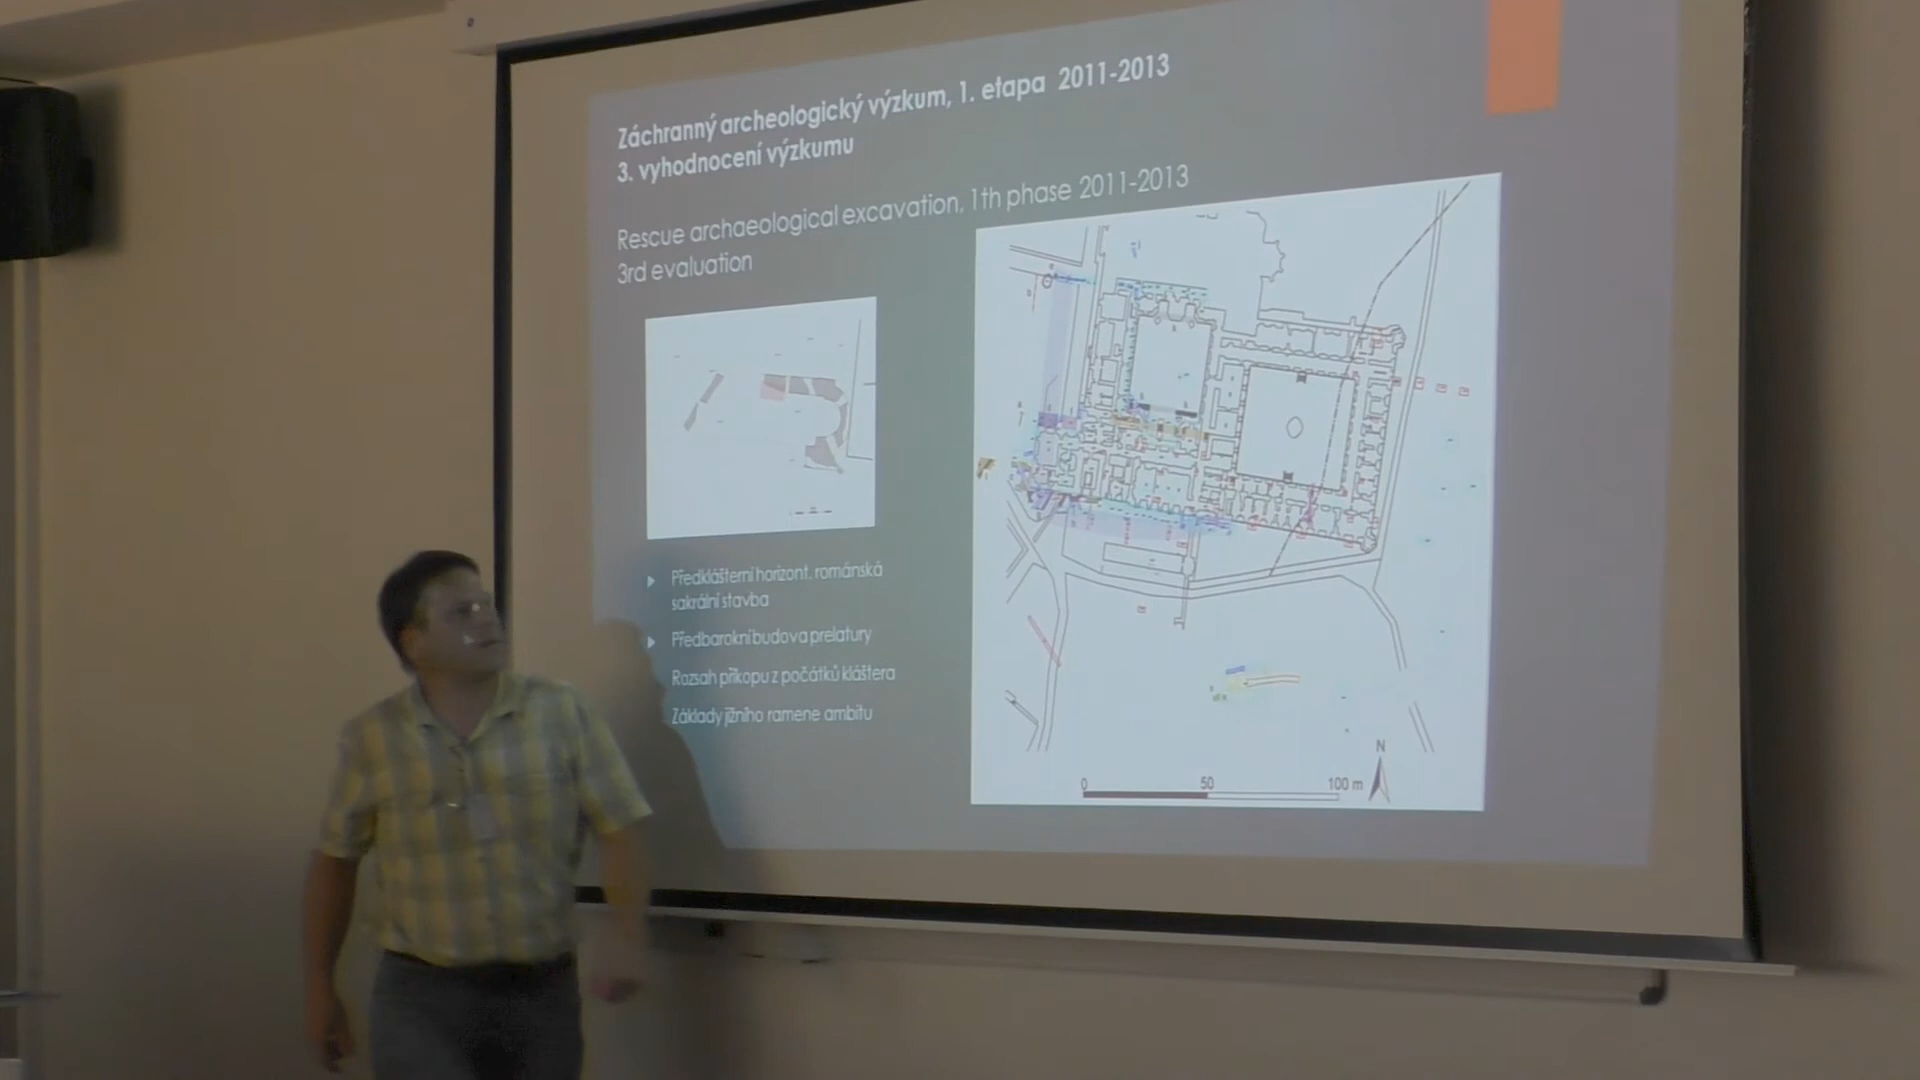 Záchranný archeologický výzkum, 1. etapa 2011-2013
3. vyhodnocení výzkumu
Rescue archaeological excavation, 1th phase 2011-2013
3rd evaluation
Předklášterní horizont, románská
sakrální stavba
Předbarokní budova prelatury
Rozsah příkopu z počátků kláštera
Základy jižního ramene ambitu
N
0 50 100 m